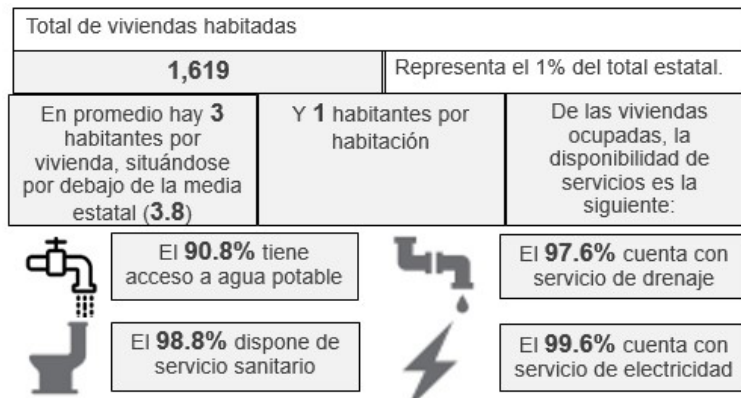 Total de viviendas habitadas
1,619
Representa el 1% del total estatal.
En promedio hay 3
habitantes por
vivienda, situándose
por debajo de la media
estatal (3.8)
Y 1 habitantes por
habitación
De las viviendas
ocupadas, la
disponibilidad de
servicios es la
siguiente:
El 90.8% tiene
acceso a agua potable
El 97.6% cuenta con
servicio de drenaje
El 98.8% dispone de
servicio sanitario
El 99.6% cuenta con
servicio de electricidad